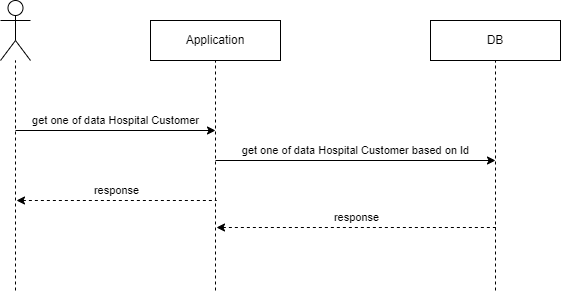 Application
DB
get one of data Hospital Customer
get one of data Hospital Customer based on Id
response
response